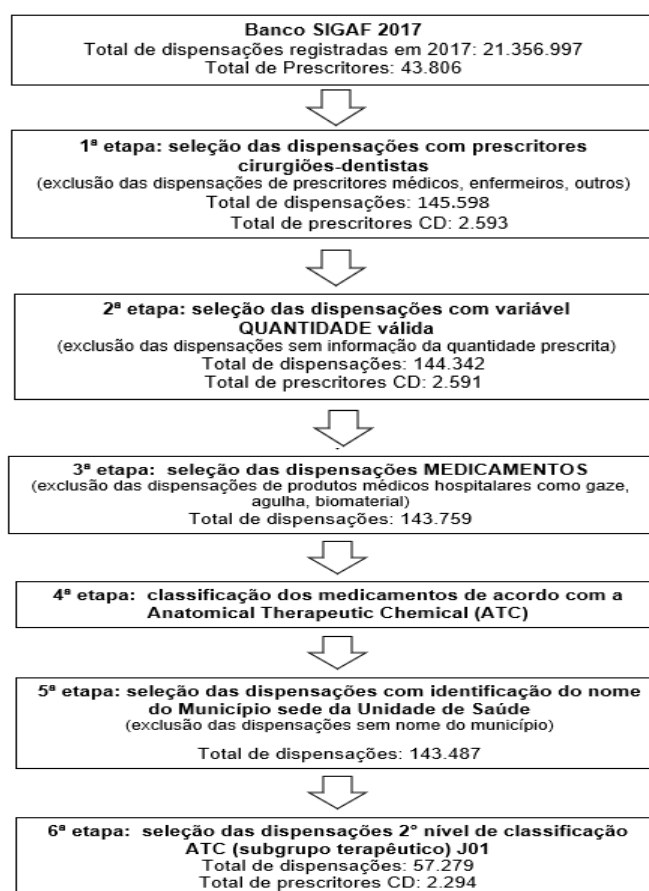 Banco SIGAF 2017
Total de dispensações registradas em 2017: 21.356.997
Total de Prescritores: 43.806
1ª etapa: seleção das dispensações com prescritores
cirurgiões-dentistas
(exclusão das dispensações de prescritores médicos, enfermeiros, outros)
Total de dispensações: 145.598
Total de prescritores CD: 2.593
2ª etapa: seleção das dispensações com variável
QUANTIDADE válida
(exclusão das dispensações sem informação da quantidade prescrita)
Total de dispensações: 144.342
Total de prescritores CD: 2.591
3ª etapa: seleção das dispensações MEDICAMENTOS
(exclusão das dispensações de produtos médicos hospitalares como gaze,
agulha, biomaterial)
Total de dispensações: 143.759
4ª etapa: classificação dos medicamentos de acordo com a
Anatomical Therapeutic Chemical (ATC)
5ª etapa: seleção das dispensações com identificação do nome
do Município sede da Unidade de Saúde
(exclusão das dispensações sem nome do município)
Total de dispensações: 143.487
6ª etapa: seleção das dispensações 2° nível de classificação
ATC (subgrupo terapêutico) J01
Total de dispensações: 57.279
Total de prescritores CD: 2.294